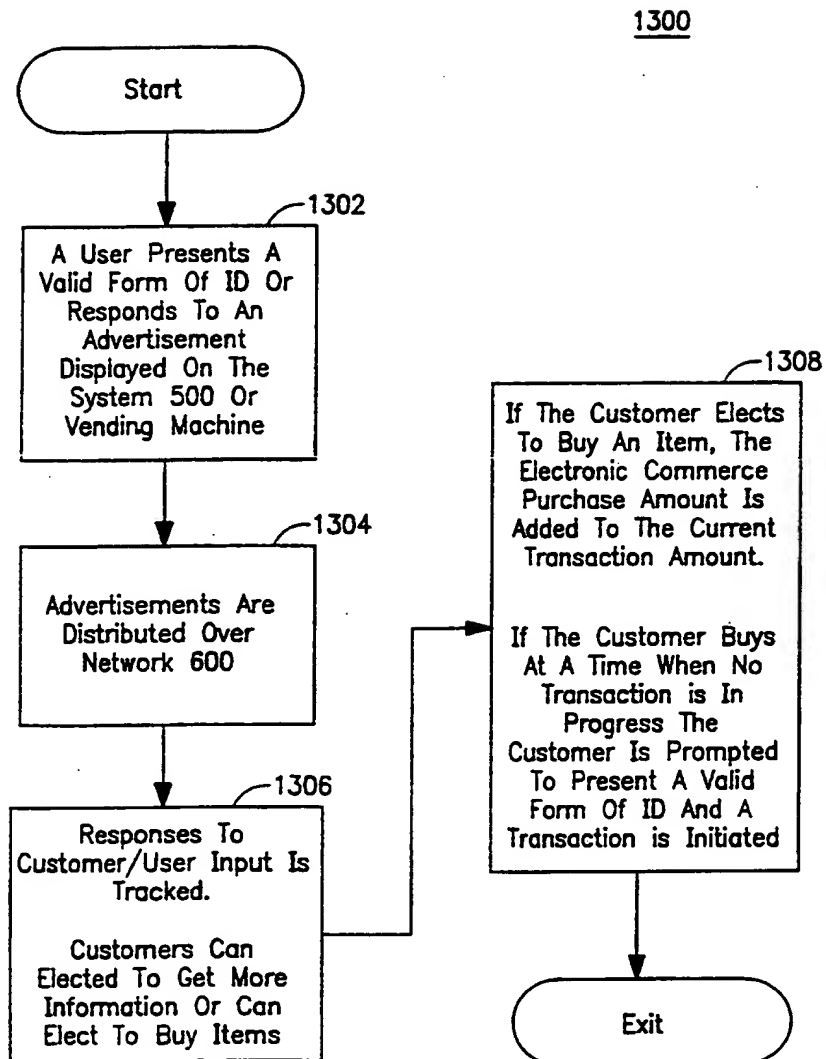 1300
Start
1302
A User Presents A
Valid Form Of ID Or
Responds To An
Advertisement
Displayed On The
System 500 Or
Vending Machine
1304
Advertisements Are
Distributed Over
Network 600
1306
Responses To
Customer/User Input Is
Tracked.
Customers Can
Elected To Get More
Information Or Can
Elect To Buy Items
1308
If The Customer Elects
To Buy An Item, The
Electronic Commerce
Purchase Amount Is
Added To The Current
Transaction Amount.
If The Customer Buys
At A Time When No
Transaction is In
Progress The
Customer Is Prompted
To Present A Valid
Form Of ID And A
Transaction is Initiated
Exit